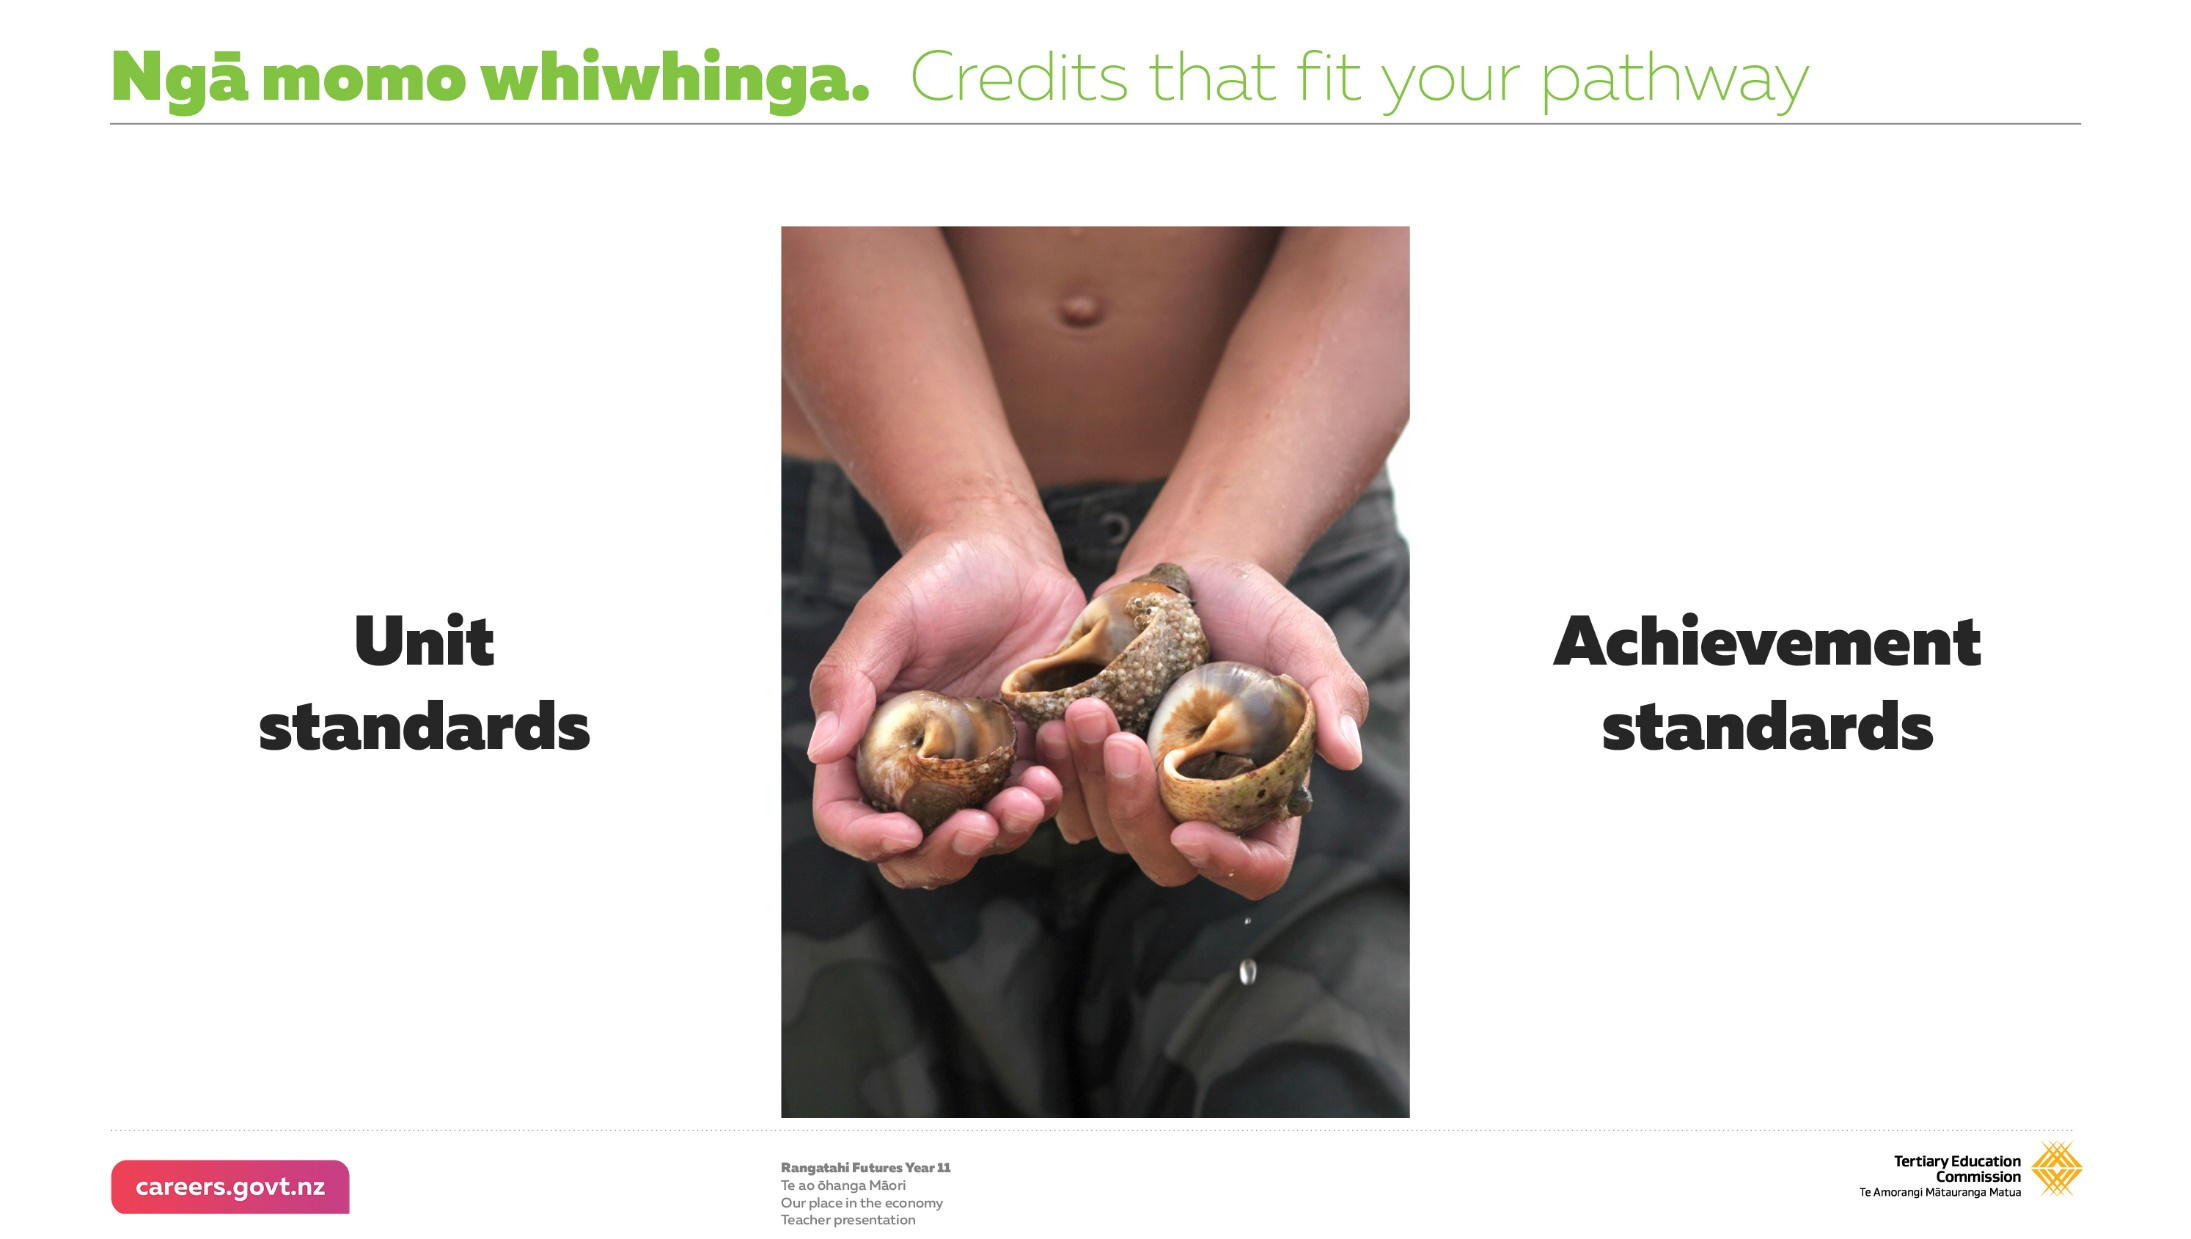 Ngā momo whiwhinga. Credits that fit your pathway
Unit
standards
Achievement
standards
careers.govt.nz
Rangatahi Futures Year 11
Te ao ōhanga Māori
Our place in the economy
Teacher presentation
Tertiary Education
Commission
Te Amorangi Mātauranga Matua